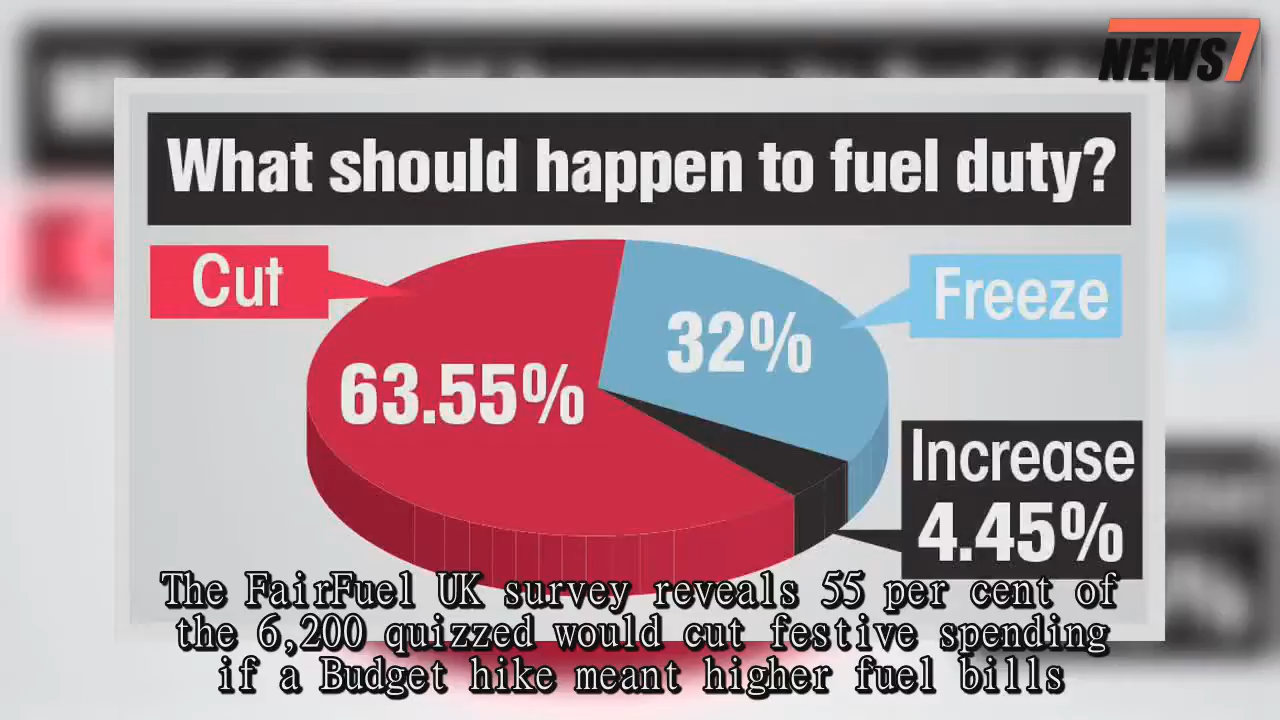 NEWS7
What should happen to fuel duty?
Cut
Freeze
32%
63.55%
Increase
4.45%
The FairFuel UK survey reveals 55 per cent of
the 6,200 quizzed would cut festive spending
if a Budget hike meant higher fuel bills